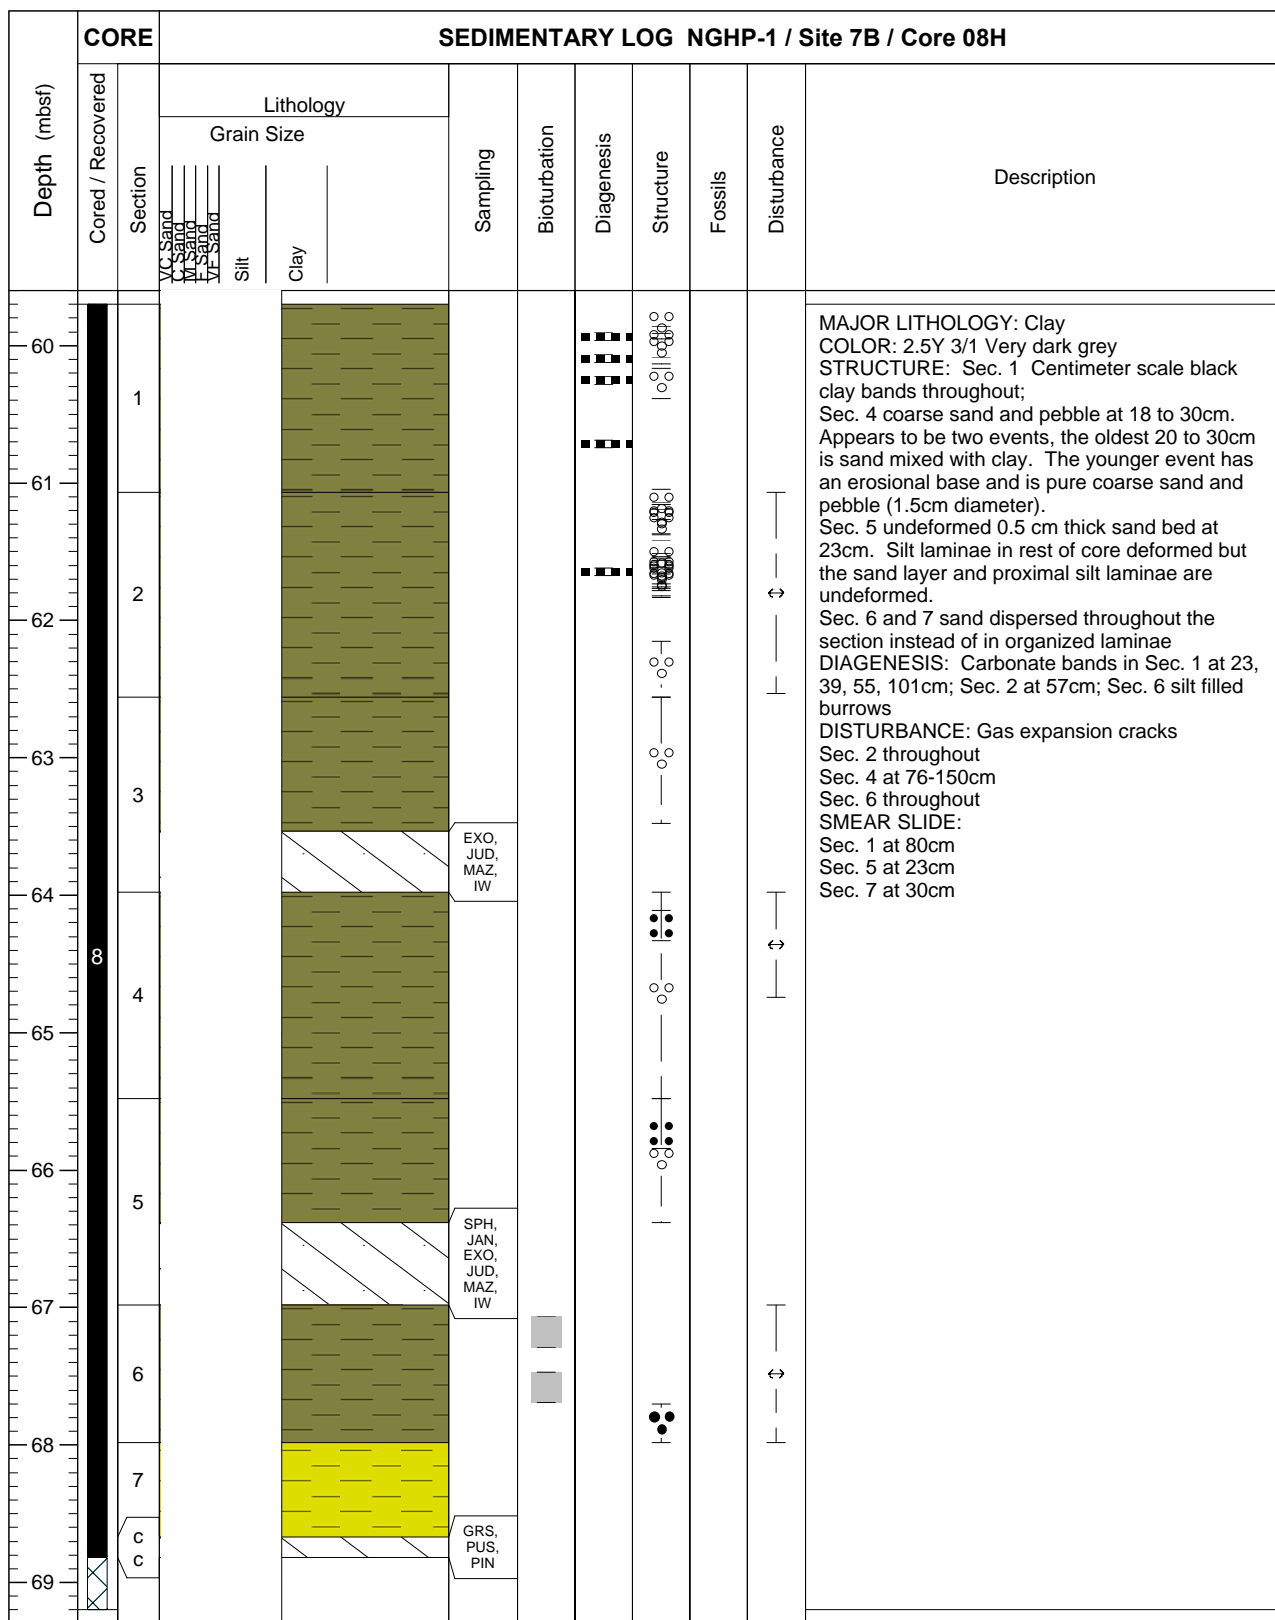 CORE
SEDIMENTARY LOG NGHP-1 / Site 7B / Core 08H
Depth (mbsf)
Cored / Recovered
Section
Lithology
Grain Size
VC Sand
C Sand
M Sand
F Sand
VF Sand
Silt
Clay
Sampling
Bioturbation
Diagenesis
Structure
Fossils
Disturbance
Description
60
61
62
63
64
65
66
67
68
69
8
1
2
3
4
5
6
7
C
C
EXO,
JUD,
MAZ,
IW
SPH,
JAN,
EXO,
JUD,
MAZ,
IW
GRS,
PUS,
PIN
MAJOR LITHOLOGY: Clay
COLOR: 2.5Y 3/1 Very dark grey
STRUCTURE: Sec. 1 Centimeter scale black
clay bands throughout;
Sec. 4 coarse sand and pebble at 18 to 30cm.
Appears to be two events, the oldest 20 to 30cm
is sand mixed with clay. The younger event has
an erosional base and is pure coarse sand and
pebble (1.5cm diameter).
Sec. 5 undeformed 0.5 cm thick sand bed at
23cm. Silt laminae in rest of core deformed but
the sand layer and proximal silt laminae are
undeformed.
Sec. 6 and 7 sand dispersed throughout the
section instead of in organized laminae
DIAGENESIS: Carbonate bands in Sec. 1 at 23,
39, 55, 101cm; Sec. 2 at 57cm; Sec. 6 silt filled
burrows
DISTURBANCE: Gas expansion cracks
Sec. 2 throughout
Sec. 4 at 76-150cm
Sec. 6 throughout
SMEAR SLIDE:
Sec. 1 at 80cm
Sec. 5 at 23cm
Sec. 7 at 30cm